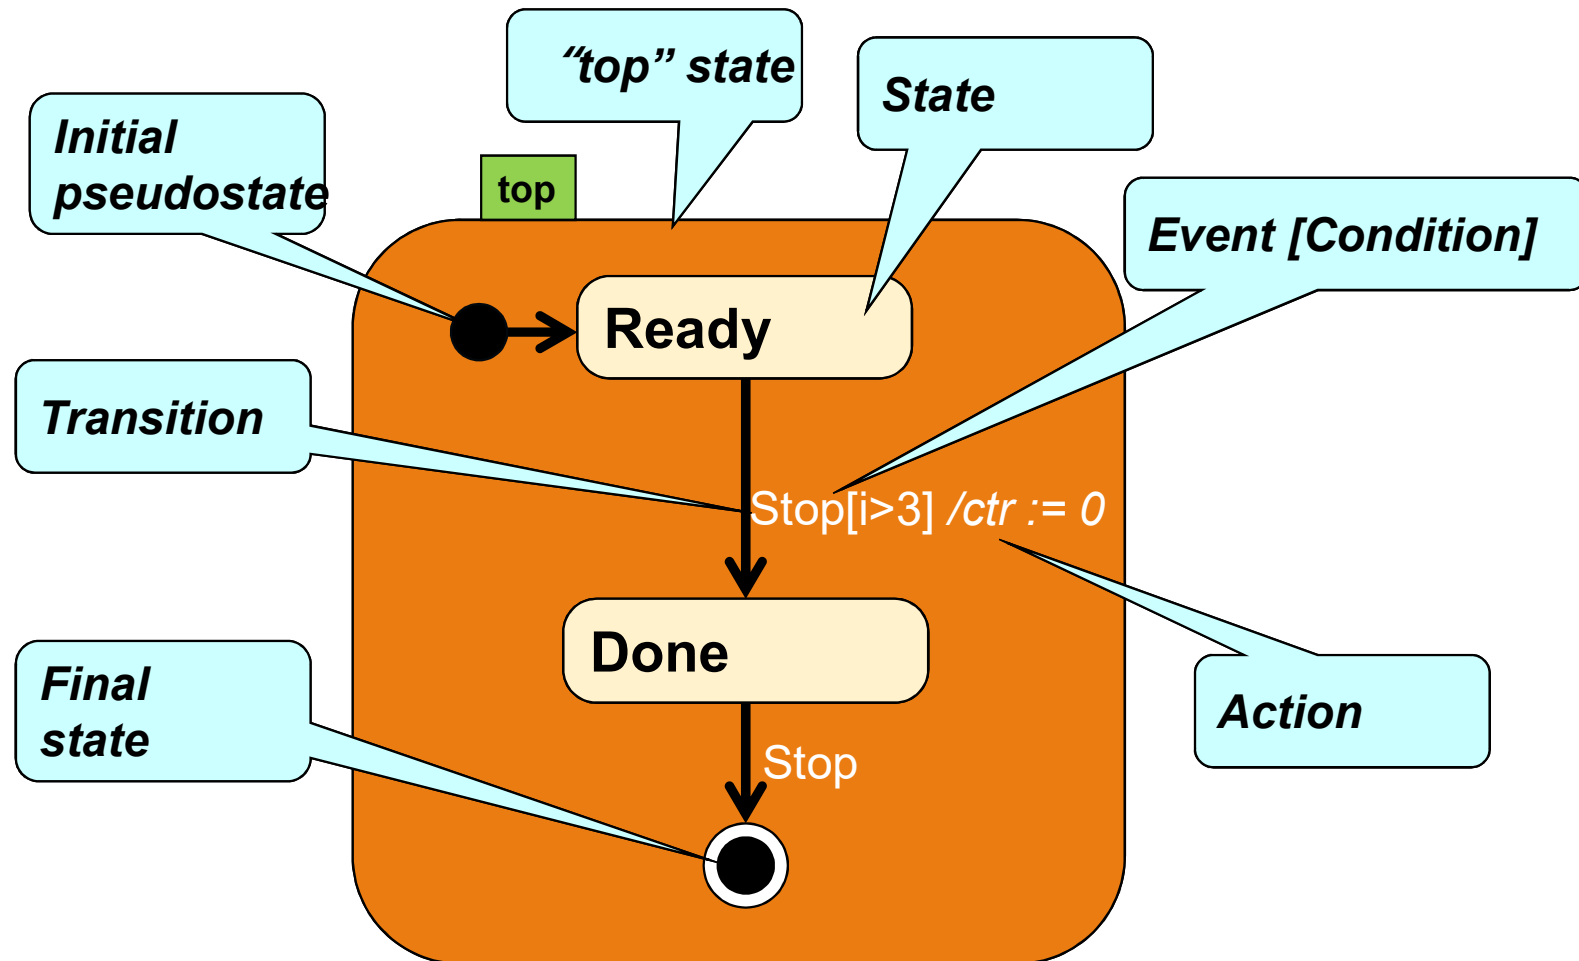 “top” state
State
Initial
pseudostate
top
Event [Condition]
Ready
Transition
Stop[i>3] /ctr := 0
Done
Final
state
Action
Stop